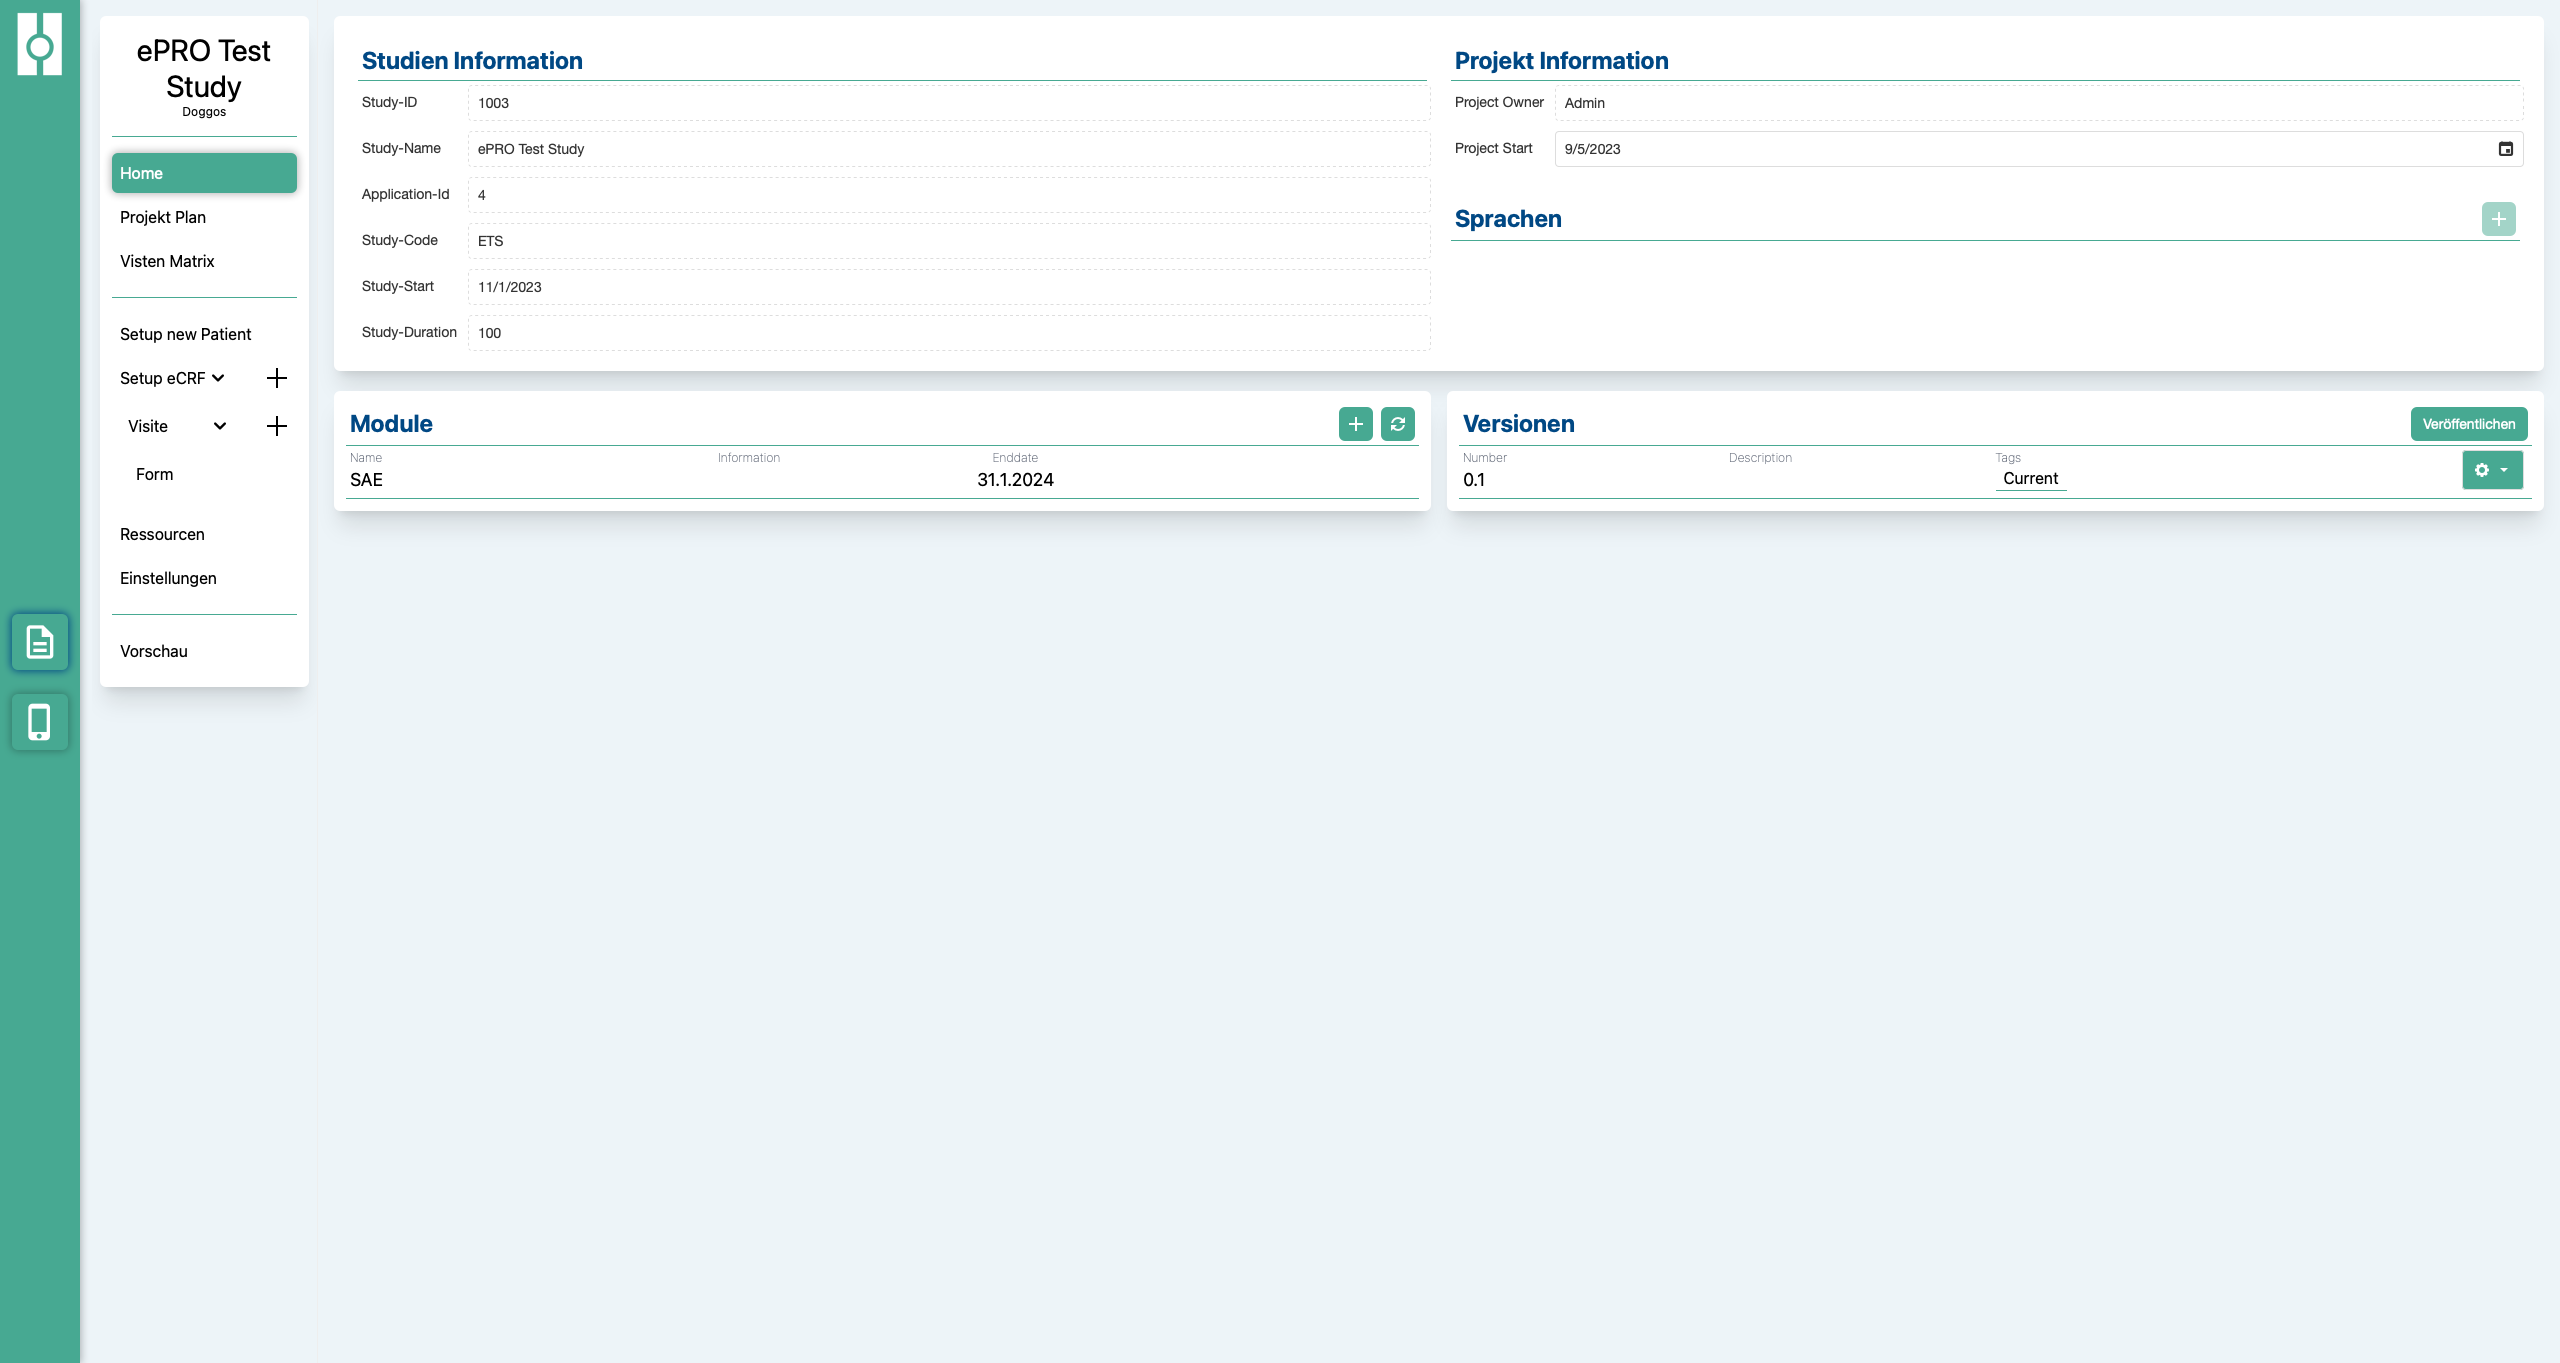 ePRO Test
Study
Doggos
Home
Projekt Plan
Visten Matrix
Setup new Patient
Setup eCRF
Visite
Form
Ressourcen
Einstellungen
Vorschau
Studien Information
Study-ID 1003
Study-Name ePRO Test Study
Application-Id 4
Study-Code ETS
Study-Start 11/1/2023
Study-Duration 100
Projekt Information
Project Owner Admin
Project Start 9/5/2023
Sprachen
Module
Name Information Enddate
SAE 31.1.2024
Versionen Veröffentlichen
Number Description Tags
0.1 Current